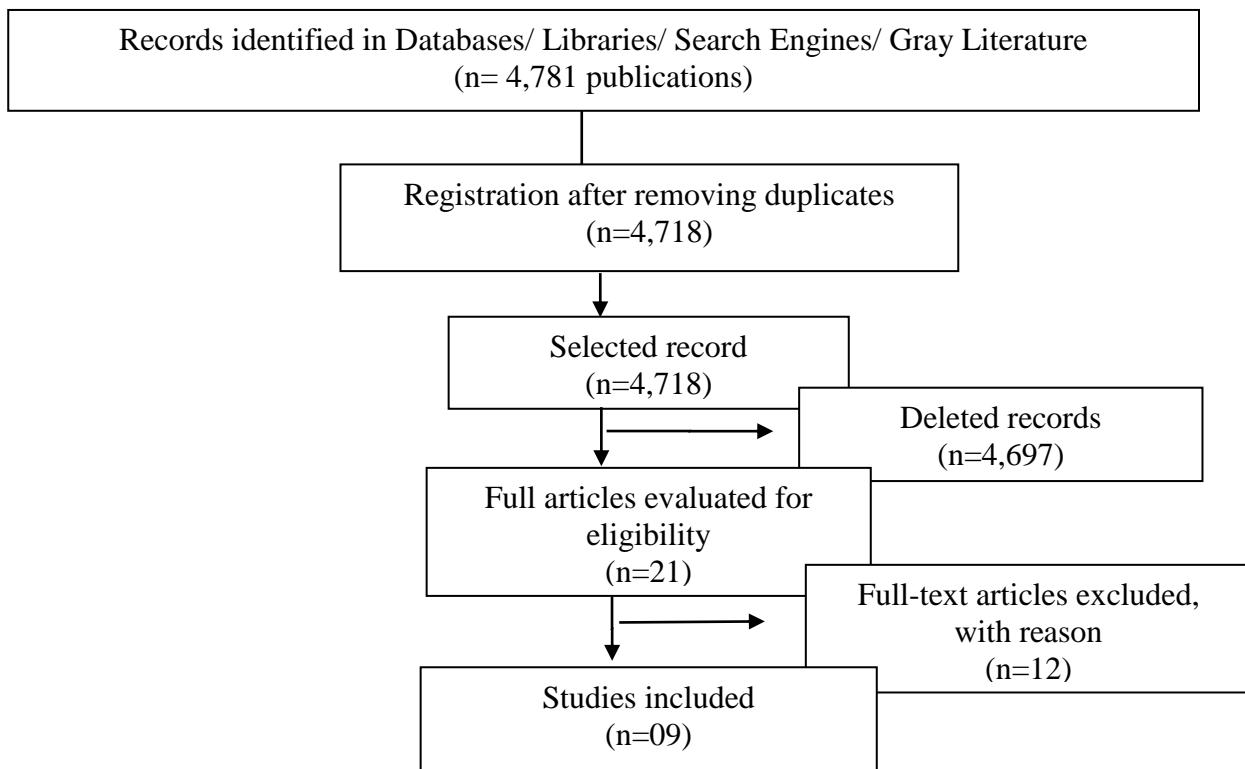 Records identified in Databases/ Libraries/ Search Engines/ Gray Literature
(n= 4,781 publications)
Registration after removing duplicates
(n=4,718)
Selected record
(n=4,718)
Deleted records
(n=4,697)
Full articles evaluated for
eligibility
(n=21)
Full-text articles excluded,
with reason
(n=12)
Studies included
(n=09)